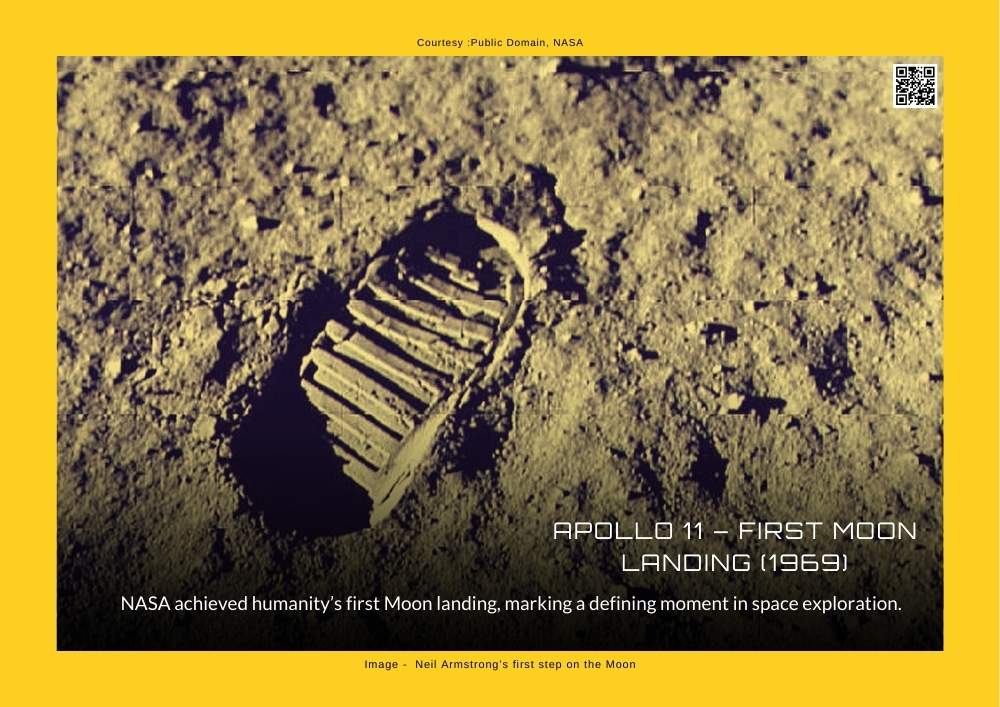 Courtesy :Public Domain, NASA
APOLLO 11 – FIRST MOON
LANDING (1969)
NASA achieved humanity’s first Moon landing, marking a defining moment in space exploration.
Image -  Neil Armstrong's first step on the Moon